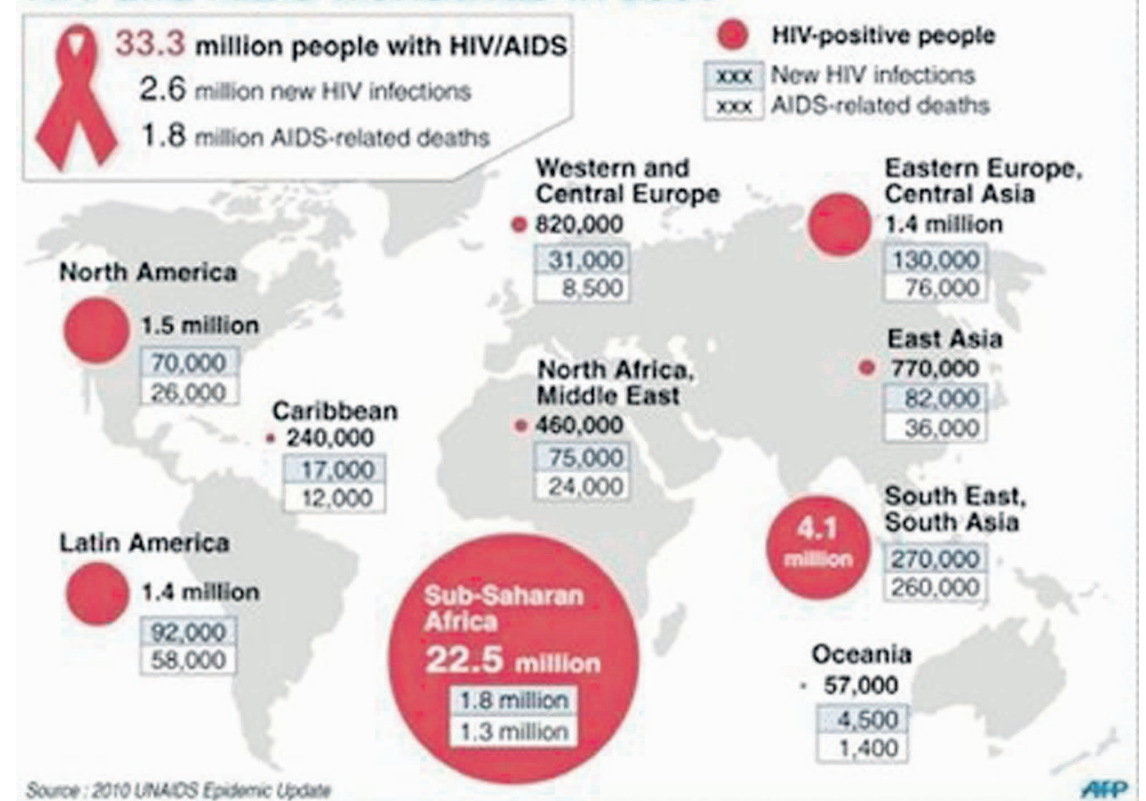 33.3 million people with HIV/AIDS
2.6 million new HIV infections
1.8 million AIDS-related deaths
HIV-positive people
xxx New HIV infections
xxx AIDS-related deaths
Western and
Central Europe
820,000
31,000
8,500
Eastern Europe,
Central Asia
1.4 million
130,000
76,000
North America
1.5 million
70,000
26,000
East Asia
770,000
82,000
36,000
North Africa,
Middle East
460,000
75,000
24,000
Caribbean
240,000
17,000
12,000
South East,
South Asia
4.1
million
270,000
260,000
Latin America
1.4 million
92,000
58,000
Sub-Saharan
Africa
22.5 million
1.8 million
1.3 million
Oceania
57,000
4,500
1,400
Source : 2010 UNAIDS Epidemic Update
AFP